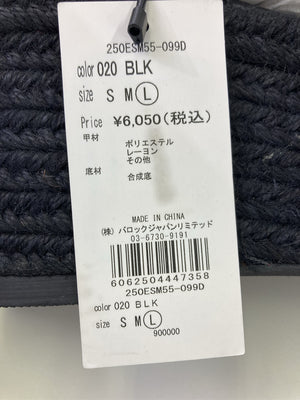 250ESM55-099D
color 020 BLK
size S M L
Price ¥6,050(税込)
甲材 ポリエステル
レーヨン
その他
底材 合成底
MADE IN CHINA
(株) バロックジャパンリミテッド
03-6730-9191
6062504447358
250ESM55-099D
color 020 BLK
size S M L
900000